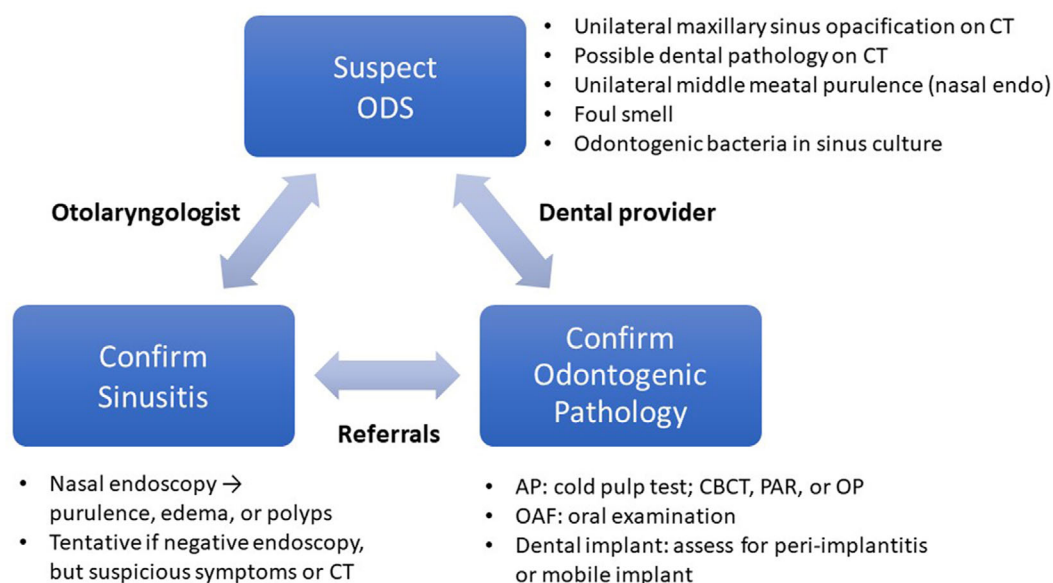 Suspect
ODS
• Unilateral maxillary sinus opacification on CT
• Possible dental pathology on CT
• Unilateral middle meatal purulence (nasal endo)
• Foul smell
• Odontogenic bacteria in sinus culture
Otolaryngologist
Dental provider
Confirm
Sinusitis
Referrals
Confirm
Odontogenic
Pathology
• Nasal endoscopy →
purulence, edema, or polyps
• Tentative if negative endoscopy,
but suspicious symptoms or CT
• AP: cold pulp test; CBCT, PAR, or OP
• OAF: oral examination
• Dental implant: assess for peri-implantitis
or mobile implant